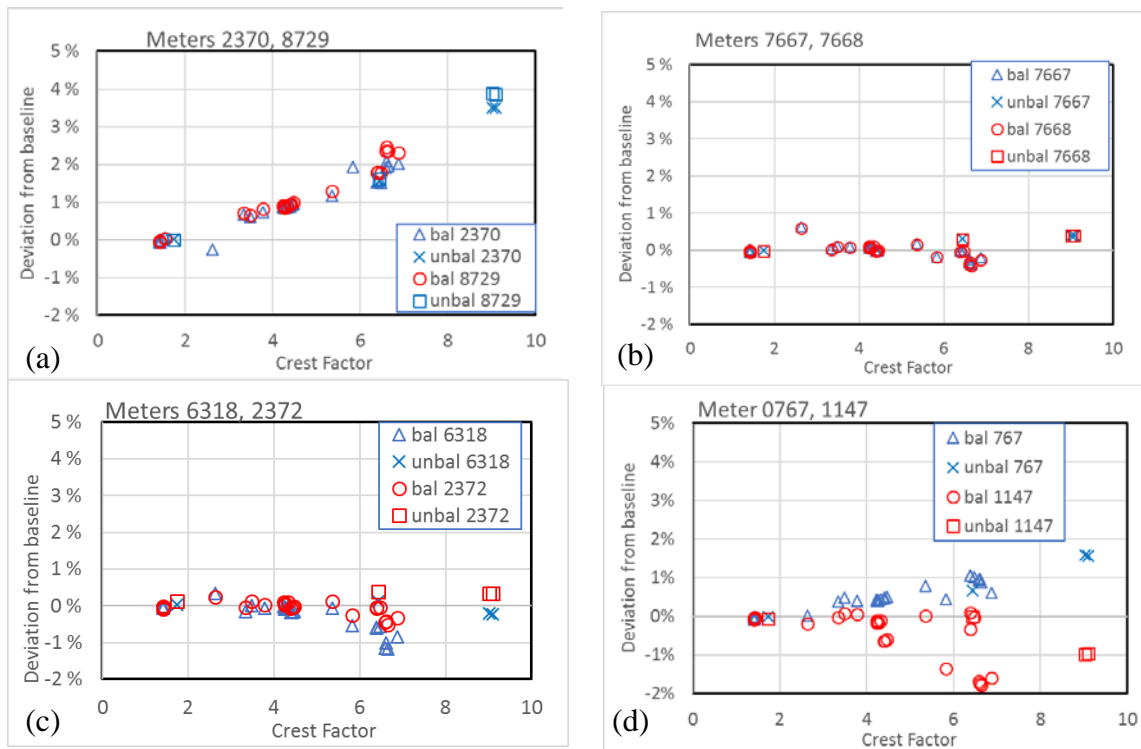 Meters 2370, 8729
5 %
4 %
3 %
2 %
1 %
0 %
-1 %
-2 %
Deviation from baseline
bal 2370
unbal 2370
bal 8729
unbal 8729
0 2 4 6 8 10
Crest Factor
(a)
Meters 7667, 7668
5 %
4 %
3 %
2 %
1 %
0 %
-1 %
-2 %
Deviation from baseline
bal 7667
unbal 7667
bal 7668
unbal 7668
0 2 4 6 8 10
Crest Factor
(b)
Meters 6318, 2372
5 %
4 %
3 %
2 %
1 %
0 %
-1 %
-2 %
Deviation from baseline
bal 6318
unbal 6318
bal 2372
unbal 2372
0 2 4 6 8 10
Crest Factor
(c)
Meter 0767, 1147
5%
4%
3%
2%
1%
0%
-1%
-2%
Deviation from baseline
bal 767
unbal 767
bal 1147
unbal 1147
0 2 4 6 8 10
Crest Factor
(d)